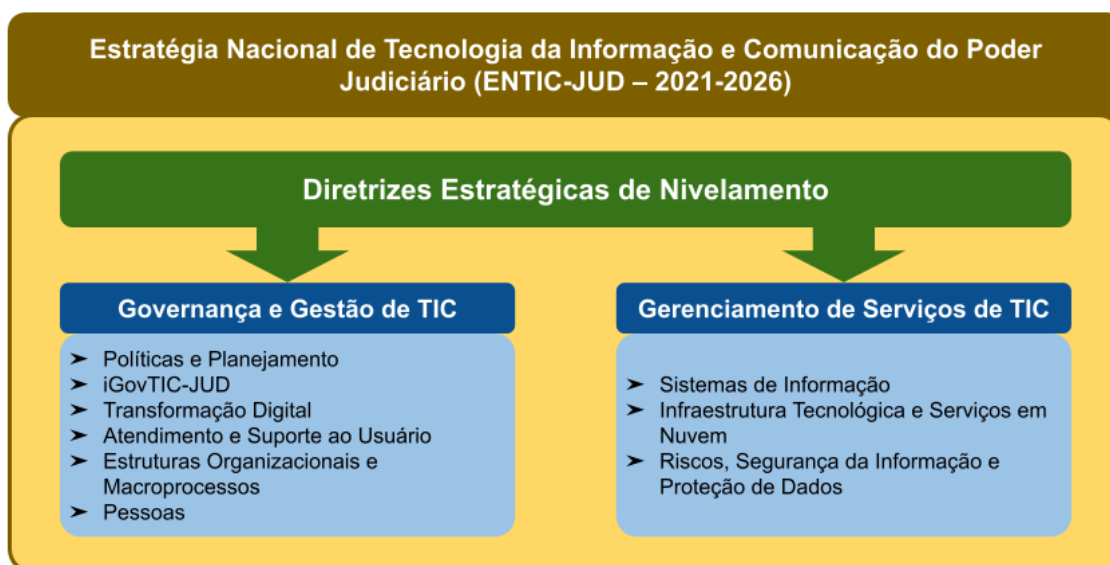 Estratégia Nacional de Tecnologia da Informação e Comunicação do Poder
Judiciário (ENTIC-JUD – 2021-2026)
Diretrizes Estratégicas de Nivelamento
Governança e Gestão de TIC
➤ Políticas e Planejamento
➤ iGovTIC-JUD
➤ Transformação Digital
➤ Atendimento e Suporte ao Usuário
➤ Estruturas Organizacionais e
Macroprocessos
➤ Pessoas
Gerenciamento de Serviços de TIC
➤ Sistemas de Informação
➤ Infraestrutura Tecnológica e Serviços em
Nuvem
➤ Riscos, Segurança da Informação e
Proteção de Dados